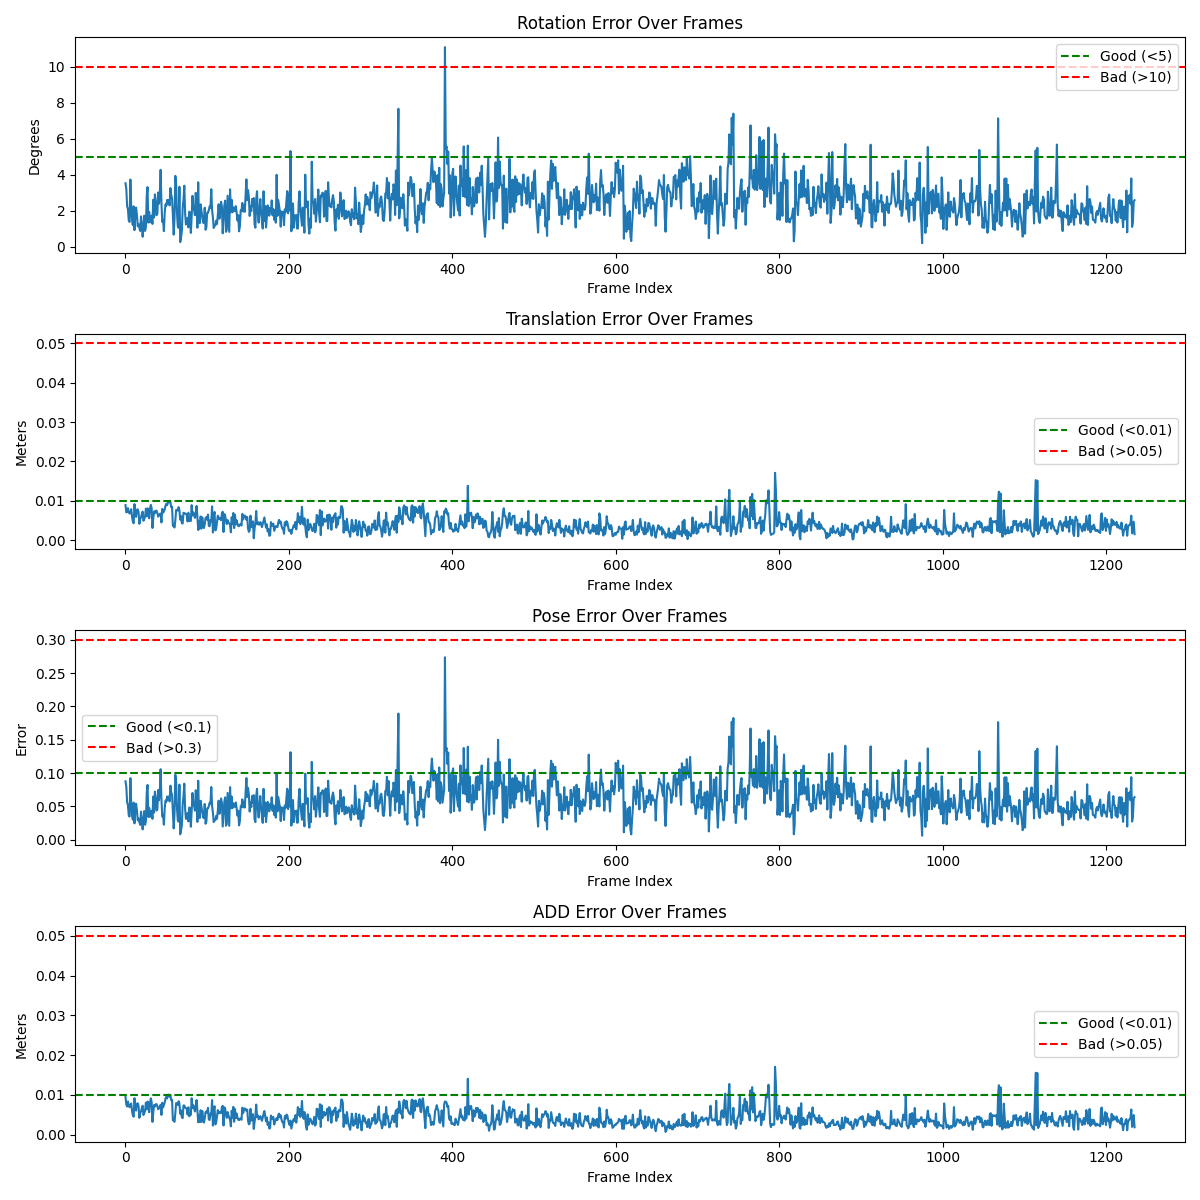 Rotation Error Over Frames
Degrees
10
8
6
4
2
0
Good (<5)
Bad (>10)
0 200 400 600 800 1000 1200
Frame Index
Translation Error Over Frames
Meters
0.05
0.04
0.03
0.02
0.01
0.00
Good (<0.01)
Bad (>0.05)
0 200 400 600 800 1000 1200
Frame Index
Pose Error Over Frames
Error
0.30
0.25
0.20
0.15
0.10
0.05
0.00
Good (<0.1)
Bad (>0.3)
0 200 400 600 800 1000 1200
Frame Index
ADD Error Over Frames
Meters
0.05
0.04
0.03
0.02
0.01
0.00
Good (<0.01)
Bad (>0.05)
0 200 400 600 800 1000 1200
Frame Index